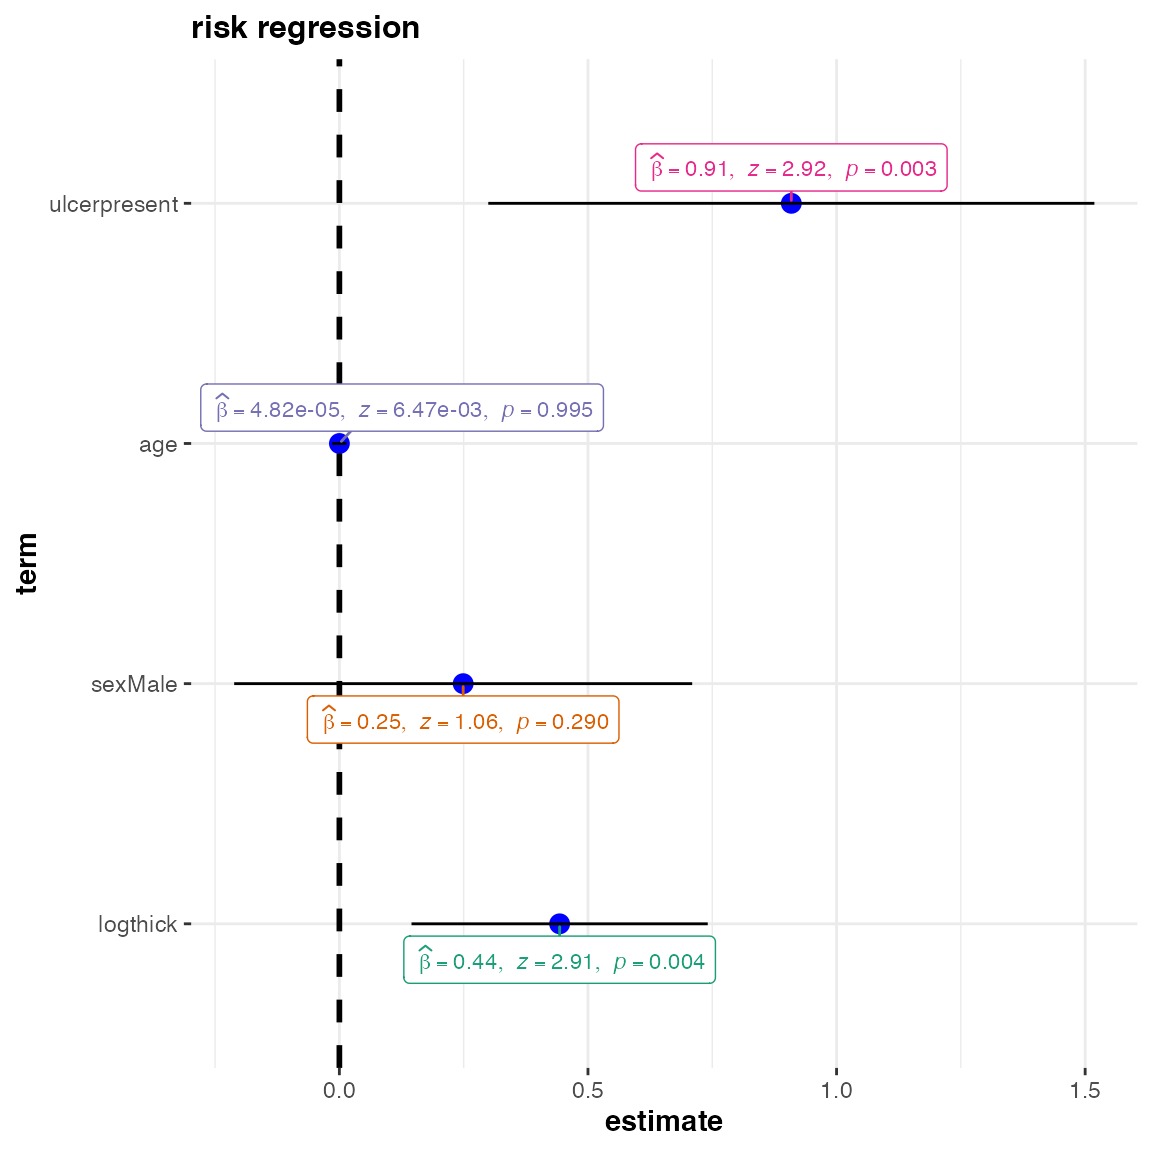 risk regression
β̂ = 0.91, z = 2.92, p = 0.003
ulcerpresent
β̂ = 4.82e-05, z = 6.47e-03, p = 0.995
age
term
sexMale
β̂ = 0.25, z = 1.06, p = 0.290
logthick
β̂ = 0.44, z = 2.91, p = 0.004
0.0 0.5 1.0 1.5
estimate